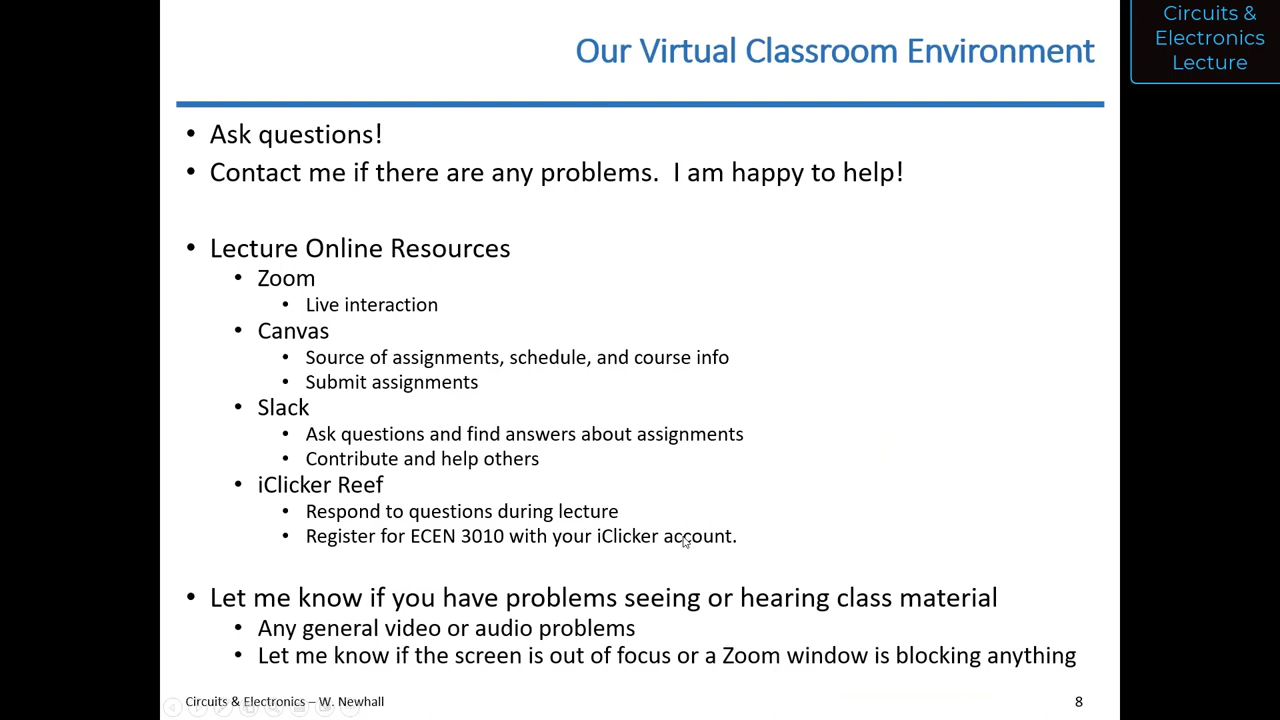 Our Virtual Classroom Environment
Circuits &
Electronics
Lecture
• Ask questions!
• Contact me if there are any problems.  I am happy to help!
• Lecture Online Resources
• Zoom
• Live interaction
• Canvas
• Source of assignments, schedule, and course info
• Submit assignments
• Slack
• Ask questions and find answers about assignments
• Contribute and help others
• iClicker Reef
• Respond to questions during lecture
• Register for ECEN 3010 with your iClicker account.
• Let me know if you have problems seeing or hearing class material
• Any general video or audio problems
• Let me know if the screen is out of focus or a Zoom window is blocking anything
Circuits & Electronics – W. Newhall
8